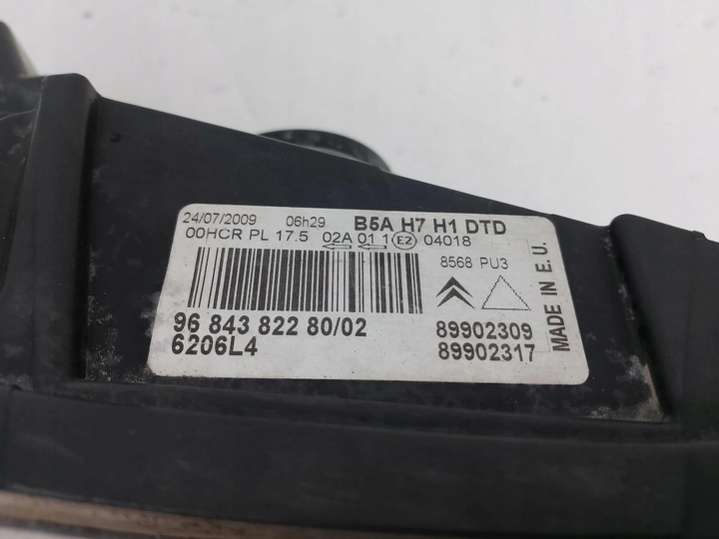 24/07/2009 06h29 B5A H7 H1 DTD
00HCR PL 17.5 02A 01 1 E2 04018
8568 PU3
96 843 822 80/02 89902309
6206L4 89902317
MADE IN E.U.